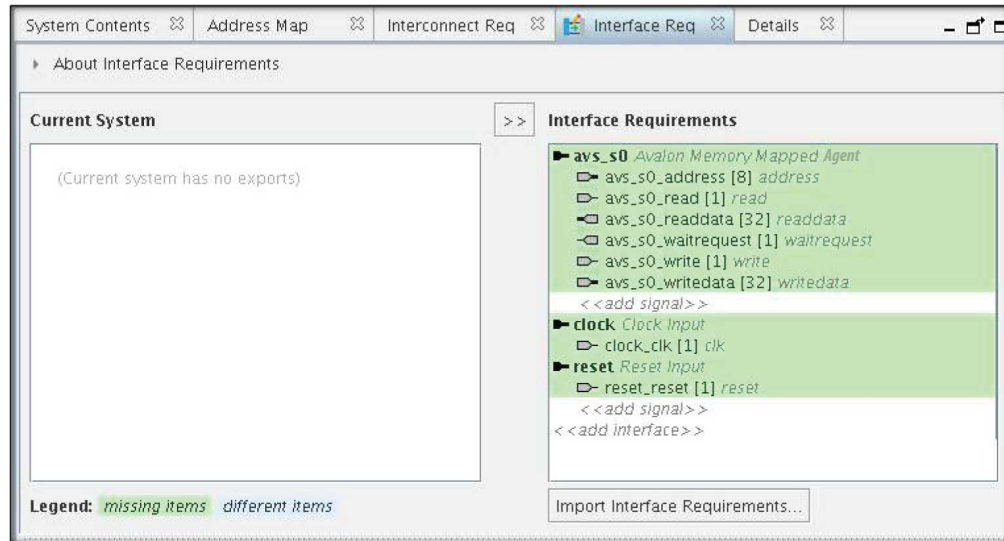 System Contents Address Map Interconnect Req Interface Req Details
About Interface Requirements
Current System >> Interface Requirements
(Current system has no exports)
avs_s0 Avalon Memory Mapped Agent
avs_s0_address [8] address
avs_s0_read [1] read
avs_s0_readdata [32] readdata
avs_s0_waitrequest [1] waitrequest
avs_s0_write [1] write
avs_s0_writedata [32] writedata
<<add signal>>
clock Clock Input
clock_clk [1] clk
reset Reset Input
reset_reset [1] reset
<<add signal>>
<<add interface>>
Legend: missing items different items
Import Interface Requirements...